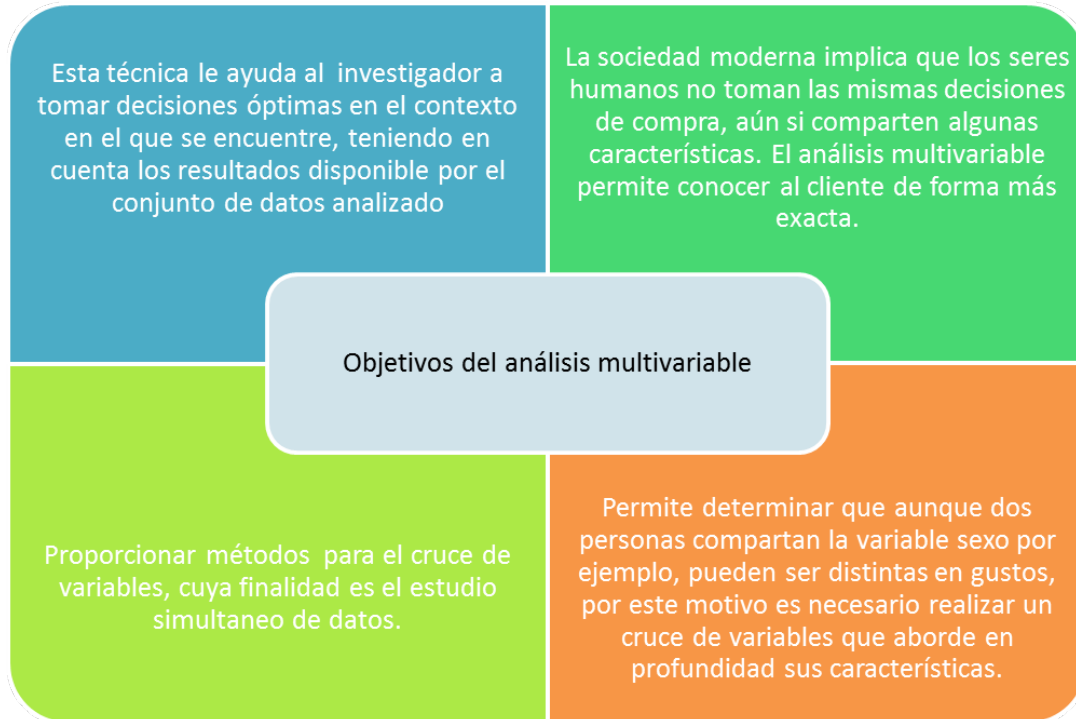 Esta técnica le ayuda al investigador a
tomar decisiones óptimas en el contexto
en el que se encuentre, teniendo en
cuenta los resultados disponible por el
conjunto de datos analizado
La sociedad moderna implica que los seres
humanos no toman las mismas decisiones
de compra, aún si comparten algunas
características. El análisis multivariable
permite conocer al cliente de forma más
exacta.
Objetivos del análisis multivariable
Proporcionar métodos para el cruce de
variables, cuya finalidad es el estudio
simultaneo de datos.
Permite determinar que aunque dos
personas compartan la variable sexo por
ejemplo, pueden ser distintas en gustos,
por este motivo es necesario realizar un
cruce de variables que aborde en
profundidad sus características.